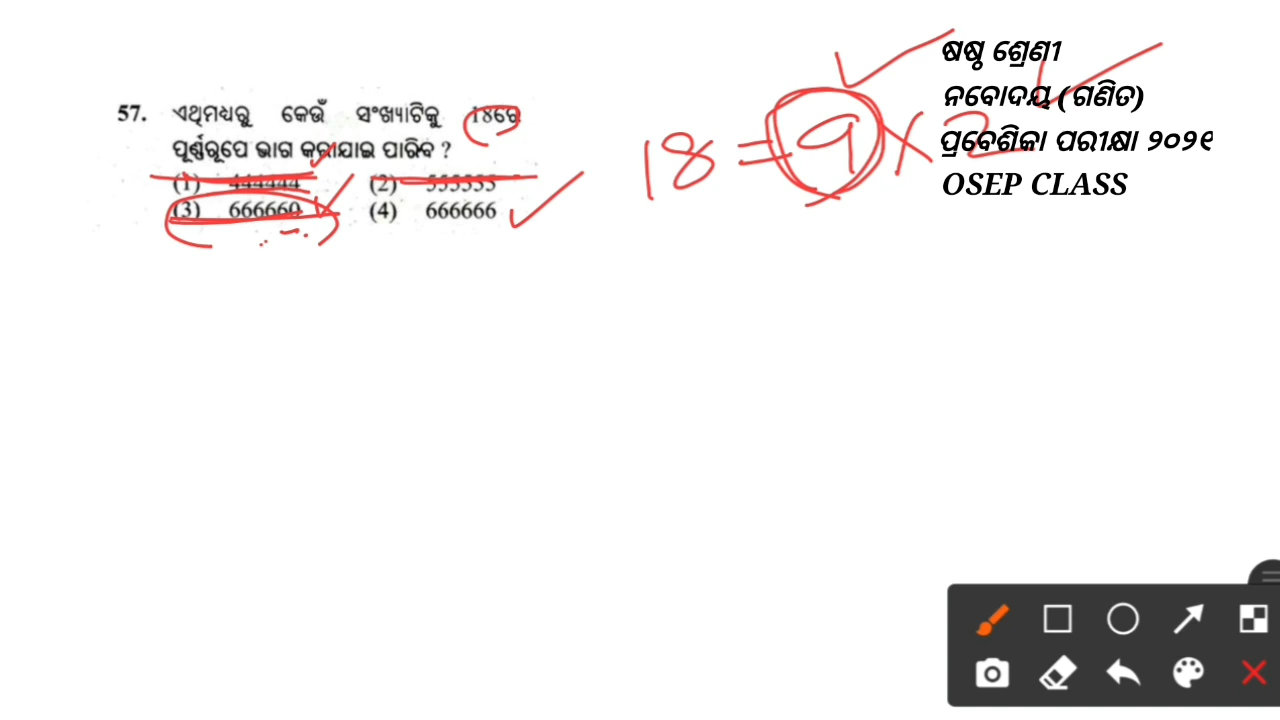 57. ଏଥିମଧ୍ୟରୁ କେଉଁ ସଂଖ୍ୟାଟିକୁ 18ରେ
ପୂର୍ଣ୍ଣରୂପେ ଭାଗ କରାଯାଇ ପାରିବ ?
(1) 444444 (2) 555555
(3) 666660 (4) 666666
18 = 9 × 2
ଷଷ୍ଠ ଶ୍ରେଣୀ
ନବୋଦୟ (ଗଣିତ)
ପ୍ରବେଶିକା ପରୀକ୍ଷା ୨୦୨୧
OSEP CLASS